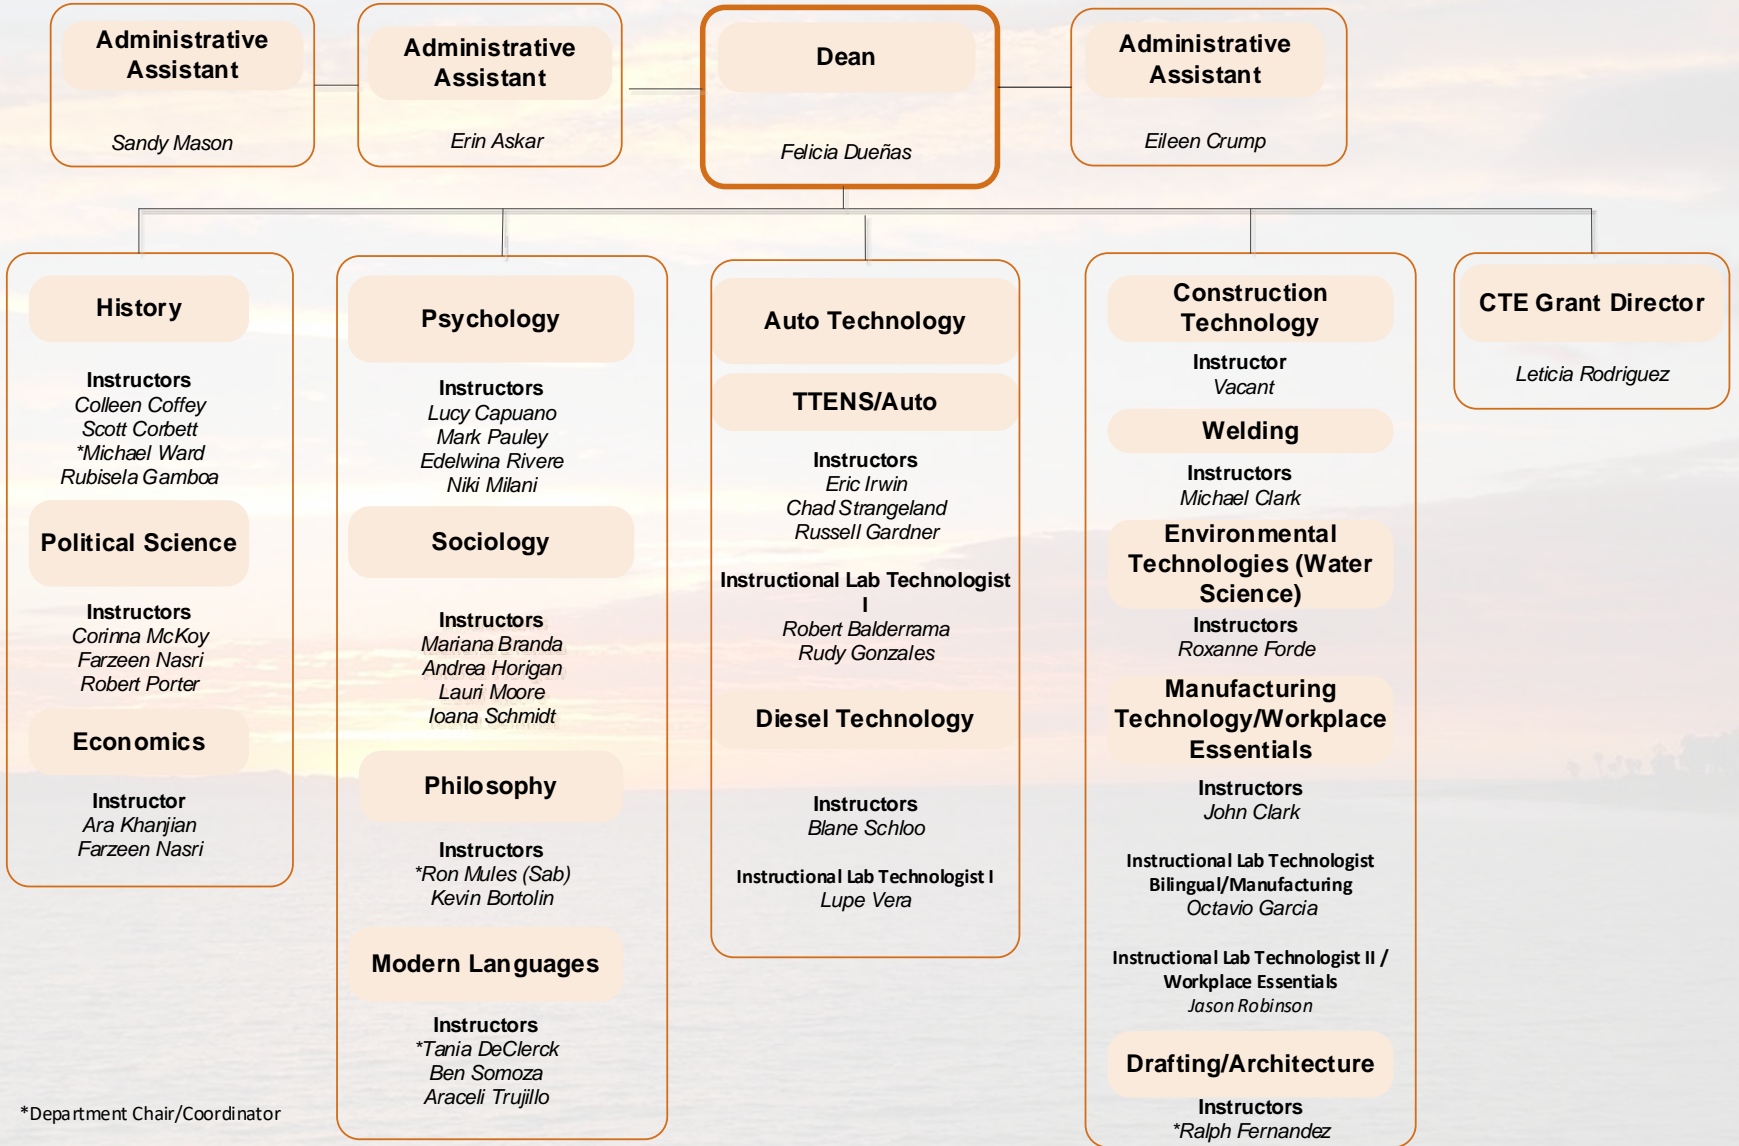 Administrative
Assistant
Sandy Mason
Administrative
Assistant
Erin Askar
Dean
Felicia Dueñas
Administrative
Assistant
Eileen Crump
History
Instructors
Colleen Coffey
Scott Corbett
*Michael Ward
Rubisela Gamboa
Political Science
Instructors
Corinna McKoy
Farzeen Nasri
Robert Porter
Economics
Instructor
Ara Khanjian
Farzeen Nasri
Psychology
Instructors
Lucy Capuano
Mark Pauley
Edelwina Rivere
Niki Milani
Sociology
Instructors
Mariana Branda
Andrea Horigan
Lauri Moore
Ioana Schmidt
Philosophy
Instructors
*Ron Mules (Sab)
Kevin Bortolin
Modern Languages
Instructors
*Tania DeClerck
Ben Somoza
Araceli Trujillo
Auto Technology
TTENS/Auto
Instructors
Eric Irwin
Chad Strangeland
Russell Gardner
Instructional Lab Technologist
I
Robert Balderrama
Rudy Gonzales
Diesel Technology
Instructors
Blane Schloo
Instructional Lab Technologist I
Lupe Vera
Construction
Technology
Instructor
Vacant
Welding
Instructors
Michael Clark
Environmental
Technologies (Water
Science)
Instructors
Roxanne Forde
Manufacturing
Technology/Workplace
Essentials
Instructors
John Clark
Instructional Lab Technologist
Bilingual/Manufacturing
Octavio Garcia
Instructional Lab Technologist II /
Workplace Essentials
Jason Robinson
Drafting/Architecture
Instructors
*Ralph Fernandez
CTE Grant Director
Leticia Rodriguez
*Department Chair/Coordinator